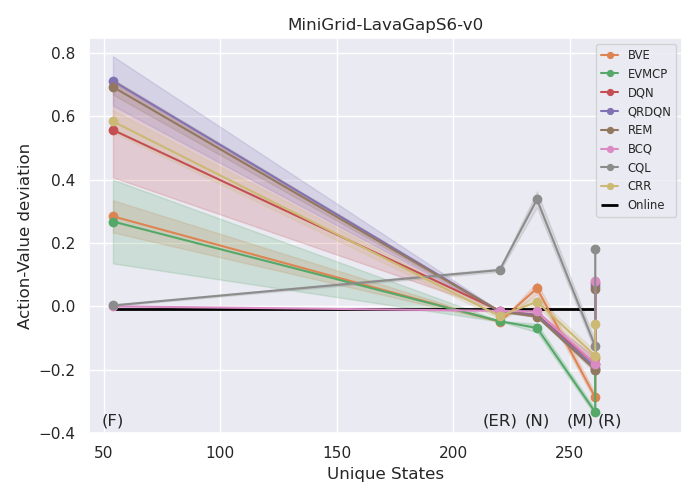 MiniGrid-LavaGapS6-v0
Action-Value deviation
0.8
0.6
0.4
0.2
0.0
−0.2
−0.4
BVE
EVMCP
DQN
QRDQN
REM
BCQ
CQL
CRR
Online
(F) (ER) (N) (M) (R)
50 100 150 200 250
Unique States